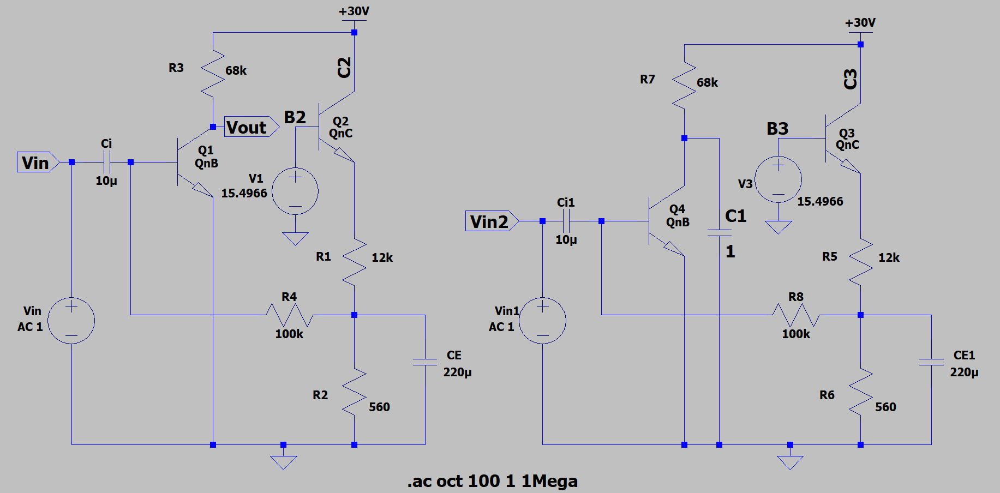 +30V
R3
68k
C2
Vout
B2
Q2
QnC
Vin
Ci
10µ
Q1
QnB
V1
15.4966
R1
12k
R4
100k
Vin
AC 1
CE
220µ
R2
560
+30V
R7
68k
C3
B3
Q3
QnC
V3
15.4966
Vin2
Ci1
10µ
Q4
QnB
C1
1
R5
12k
R8
100k
Vin1
AC 1
CE1
220µ
R6
560
.ac oct 100 1 1Mega